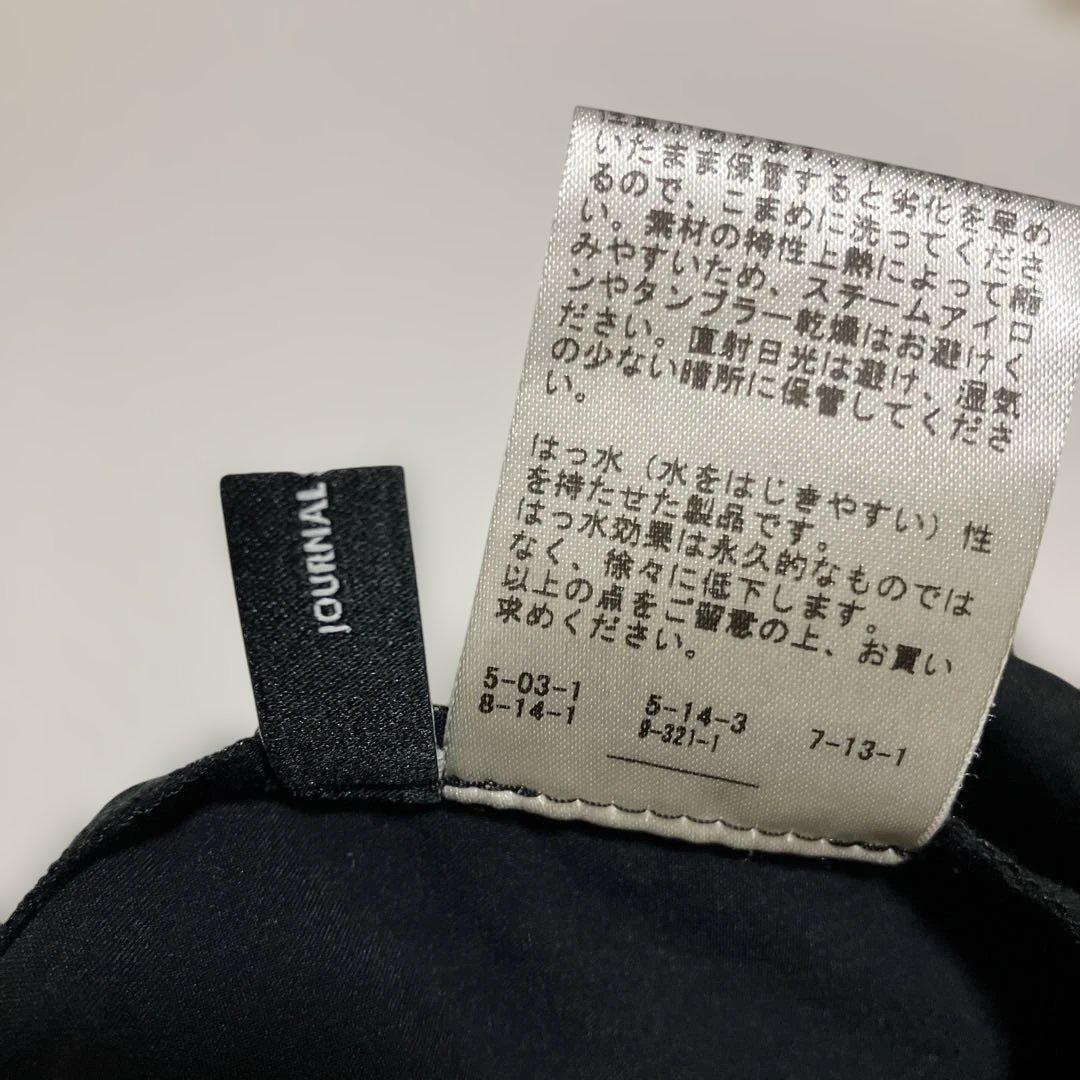 いたまま保管すると劣化を早め
るので、こまめに洗ってくださ
い。素材の特性上熱によって縮
みやすいため、スチームアイロ
ンやタンブラー乾燥はお避けく
ださい。直射日光は避け、湿気
の少ない暗所に保管してくださ
い。
はっ水（水をはじきやすい）性
を持たせた製品です。
はっ水効果は永久的なものでは
なく、徐々に低下します。
以上の点をご留意の上、お買い
求めください。
5-03-1 5-14-3 7-13-1
8-14-1 9-321-1
JOURNAL